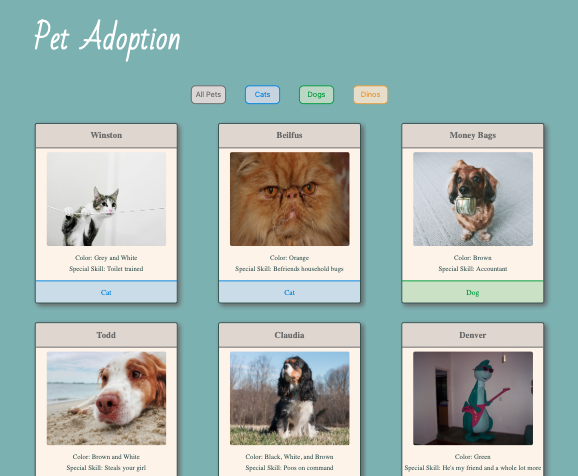 Pet Adoption
All Pets
Cats
Dogs
Dinos
Winston
Color: Grey and White
Special Skill: Toilet trained
Cat
Beilfus
Color: Orange
Special Skill: Befriends household bugs
Cat
Money Bags
Color: Brown
Special Skill: Accountant
Dog
Todd
Color: Brown and White
Special Skill: Steals your girl
Claudia
Color: Black, White, and Brown
Special Skill: Poos on command
Denver
Color: Green
Special Skill: He's my friend and a whole lot more